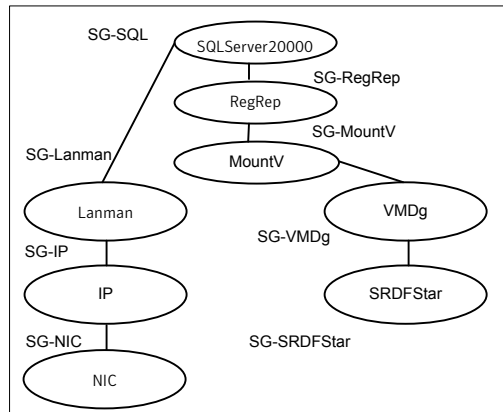 SG-SQL
SQLServer20000
SG-RegRep
RegRep
SG-MountV
SG-Lanman
MountV
Lanman
VMDg
SG-VMDg
SG-IP
IP
SRDFStar
SG-NIC
SG-SRDFStar
NIC